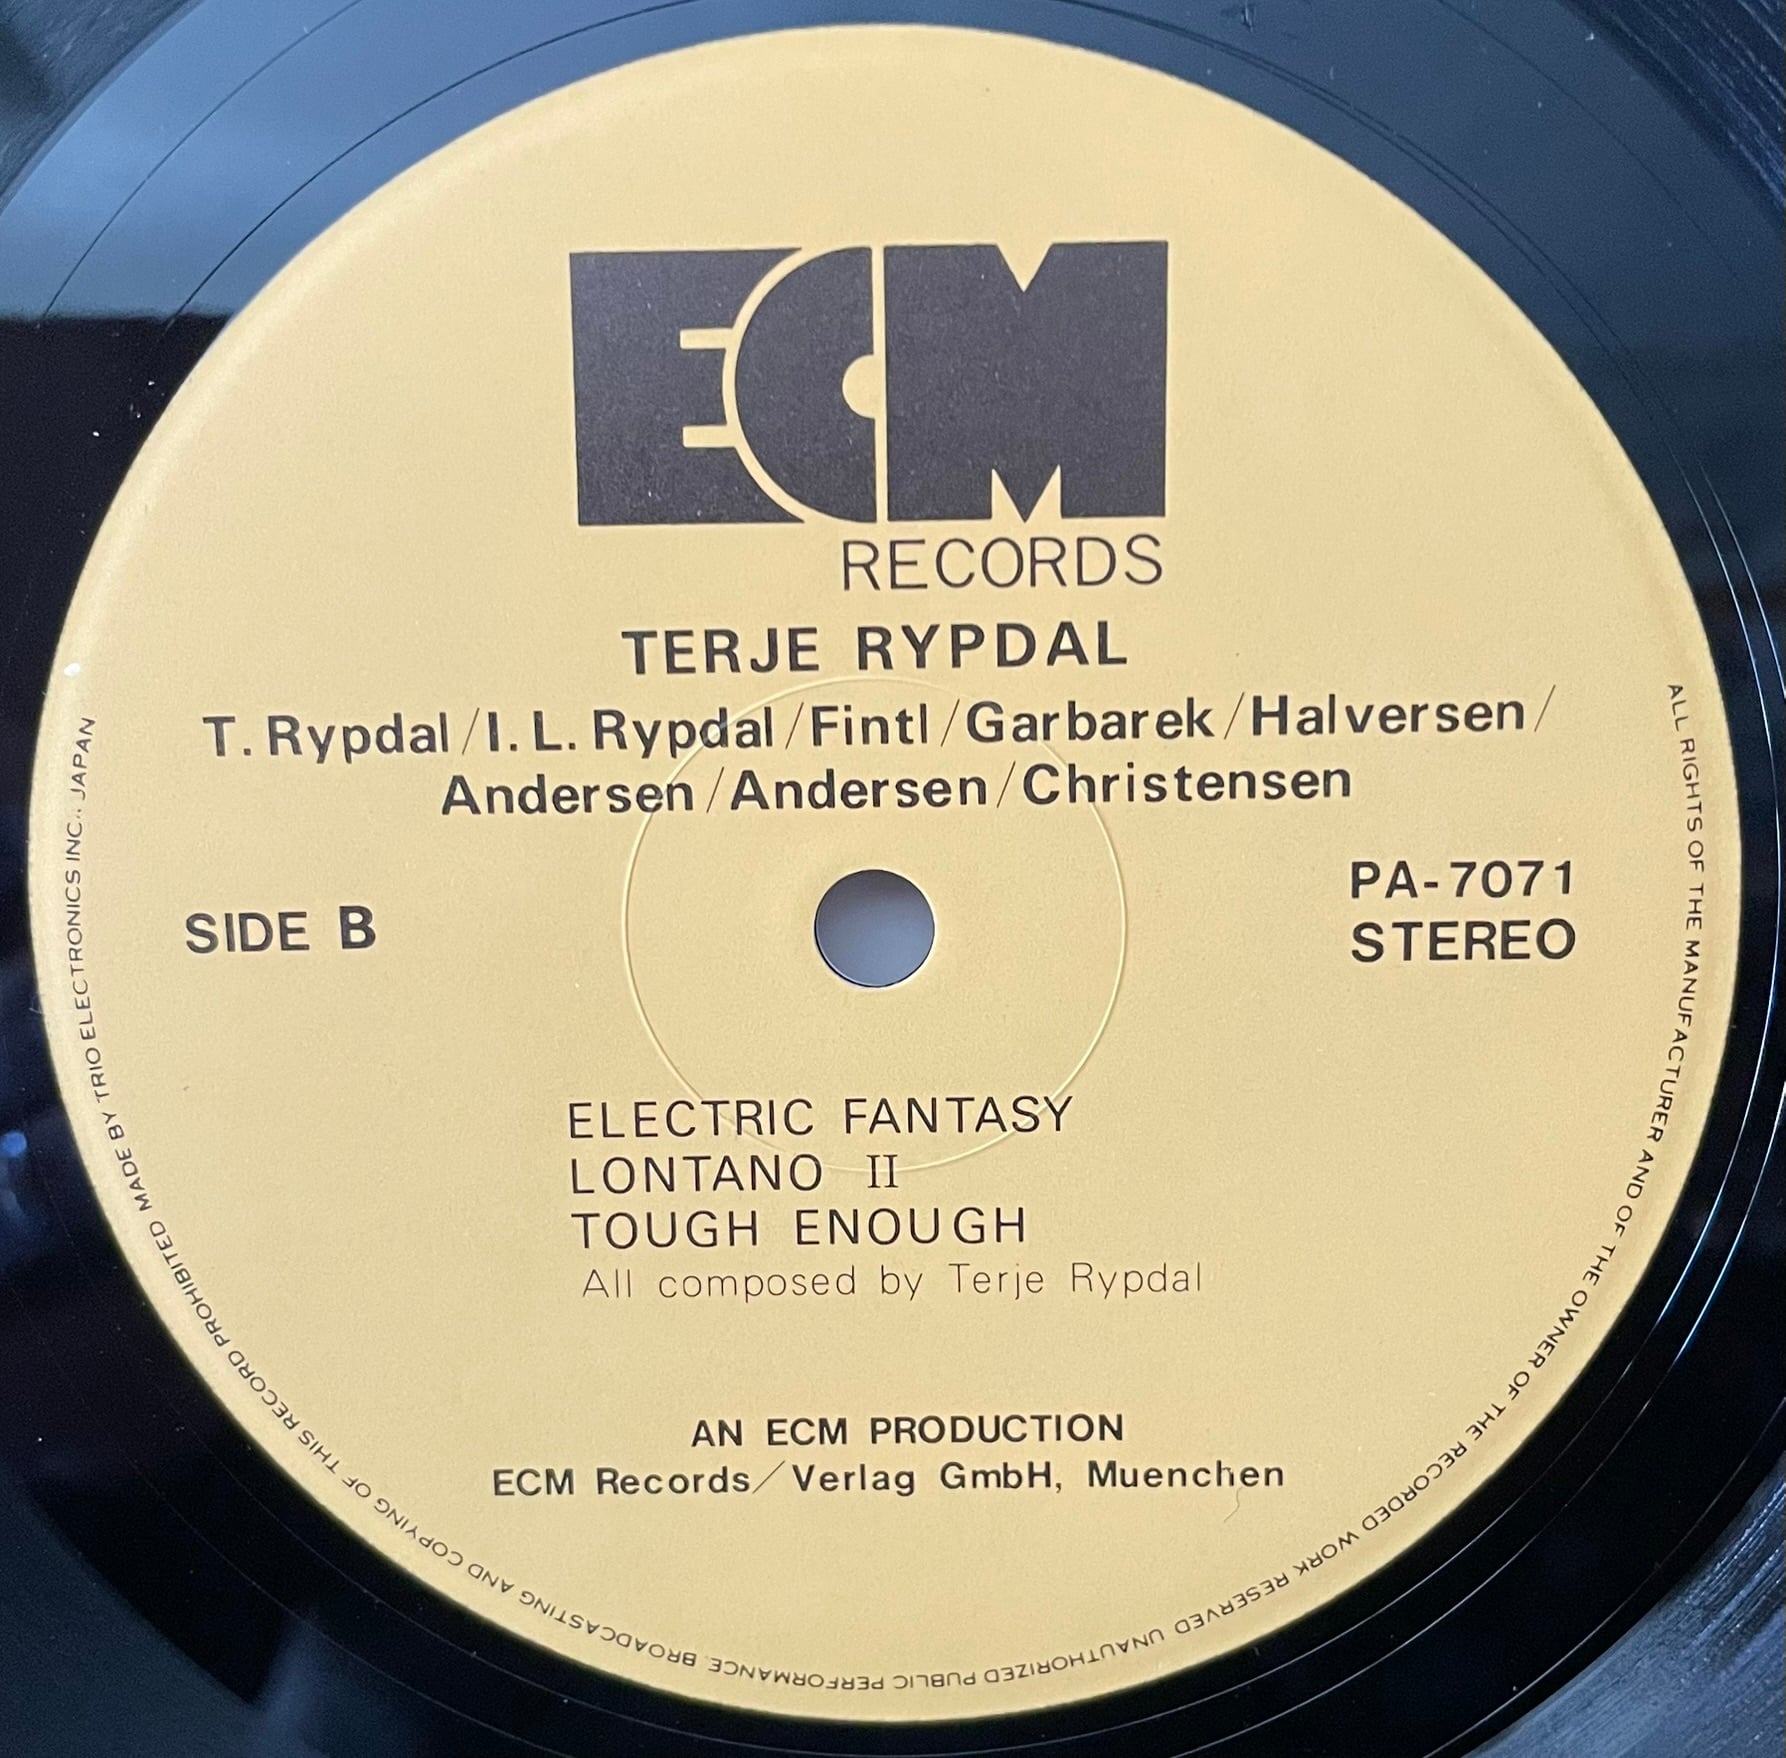 ECM
RECORDS
TERJE RYPDAL
T. Rypdal/I. L. Rypdal/Fintl/Garbarek/Halversen/
Andersen/Andersen/Christensen
SIDE B
PA-7071
STEREO
ELECTRIC FANTASY
LONTANO II
TOUGH ENOUGH
All composed by Terje Rypdal
AN ECM PRODUCTION
ECM Records/Verlag GmbH, Muenchen
ALL RIGHTS OF THE MANUFACTURER AND OF THE OWNER OF THE RECORDED WORK RESERVED UNAUTHORIZED PUBLIC PERFORMANCE. BROADCASTING AND COPYING OF THIS RECORD PROHIBITED MADE BY TRIO ELECTRONICS INC., JAPAN